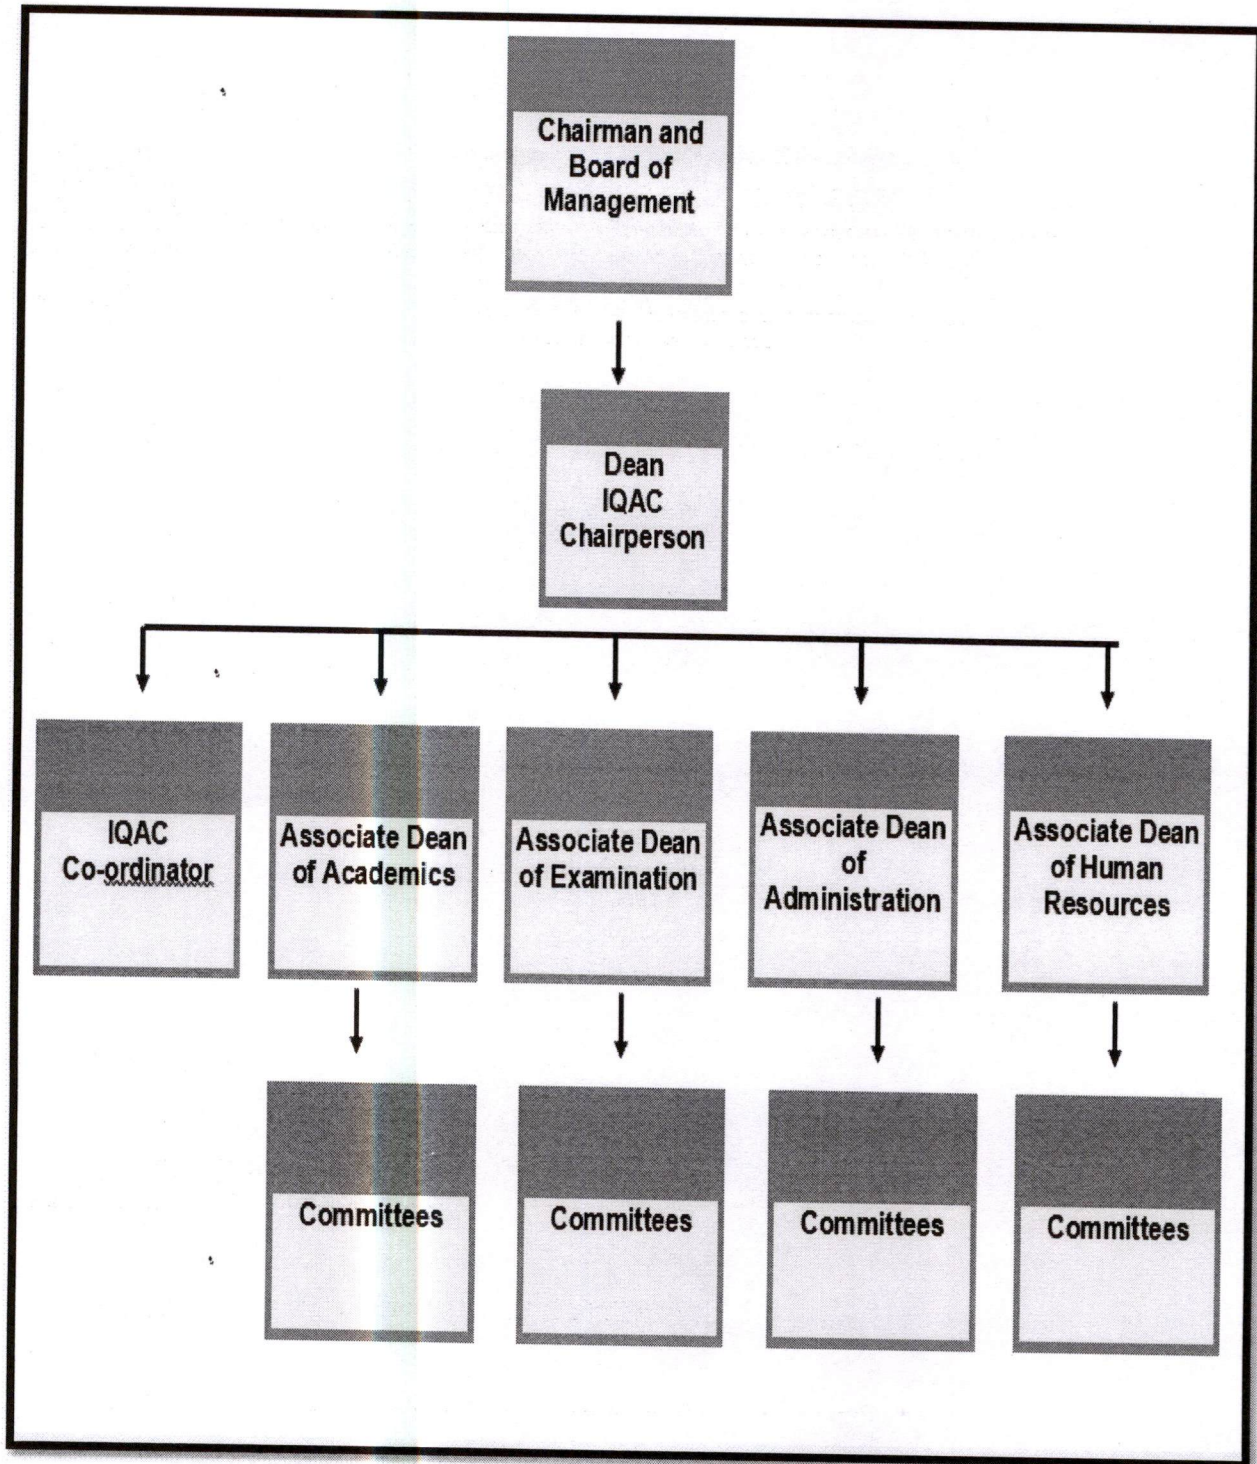 Chairman and
Board of
Management
Dean
IQAC
Chairperson
IQAC
Co-ordinator
Associate Dean
of Academics
Associate Dean
of Examination
Associate Dean
of
Administration
Associate Dean
of Human
Resources
Committees
Committees
Committees
Committees